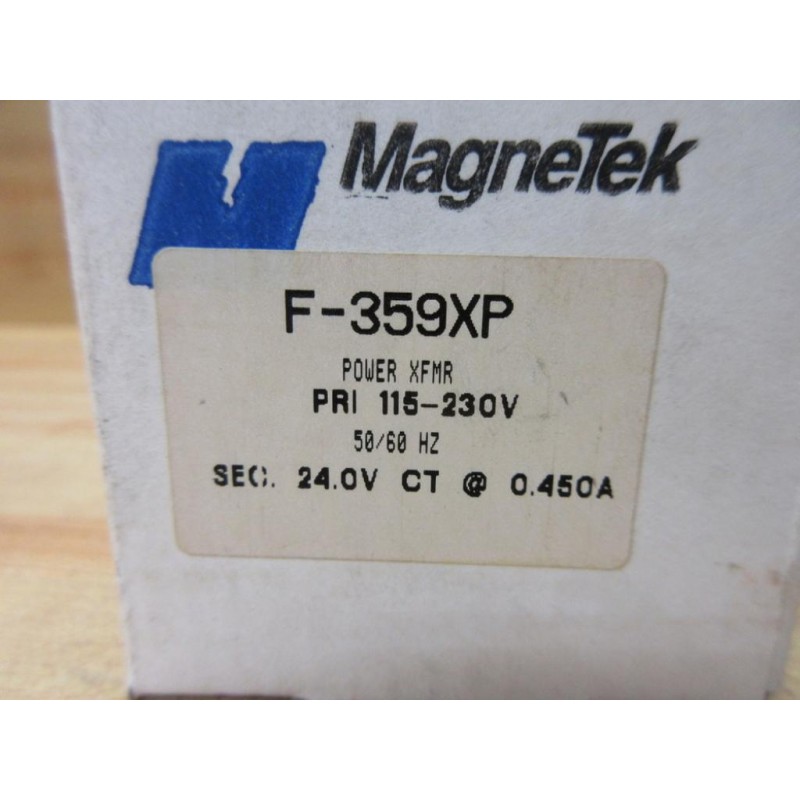 MagneTek
F-359XP
POWER XFMR
PRI 115-230V
50/60 HZ
SEC. 24.0V CT @ 0.450A